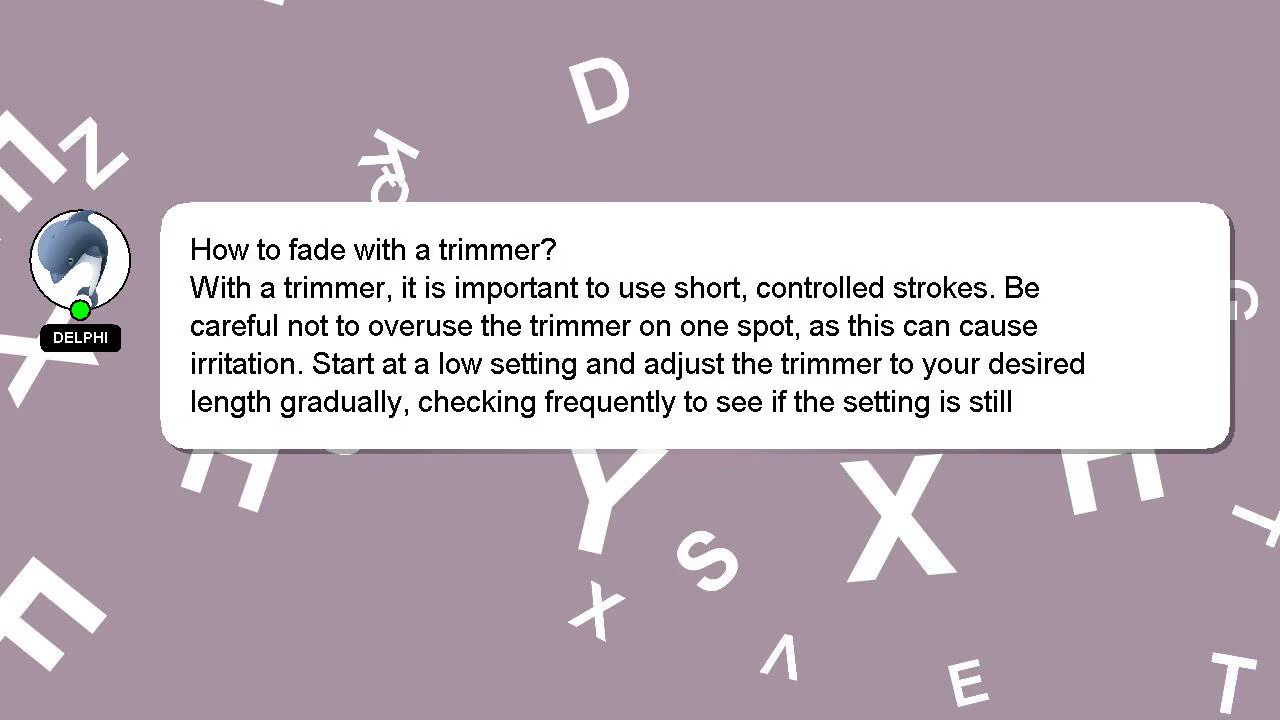 D
N
K
DELPHI
How to fade with a trimmer?
With a trimmer, it is important to use short, controlled strokes. Be
careful not to overuse the trimmer on one spot, as this can cause
irritation. Start at a low setting and adjust the trimmer to your desired
length gradually, checking frequently to see if the setting is still
X
H
Y
X
H
S
X
V
E
T